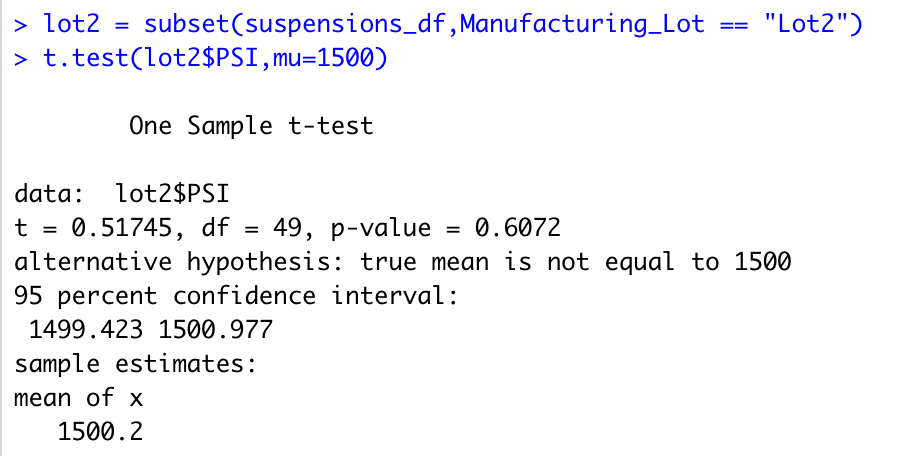 > lot2 = subset(suspensions_df,Manufacturing_Lot == "Lot2")
> t.test(lot2$PSI,mu=1500)
One Sample t-test
data:  lot2$PSI
t = 0.51745, df = 49, p-value = 0.6072
alternative hypothesis: true mean is not equal to 1500
95 percent confidence interval:
1499.423 1500.977
sample estimates:
mean of x
1500.2